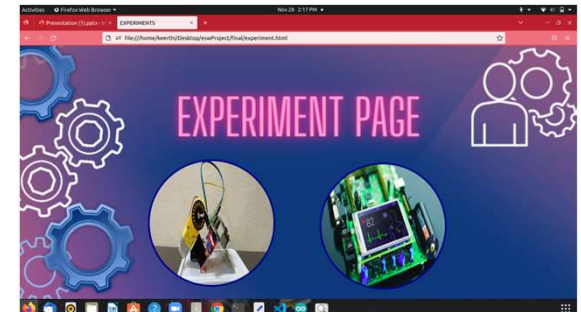 Activities Firefox Web Browser Nov 28 2:17 PM
Presentation (1).pptx - EXPERIMENTS
file:///home/keerthi/Desktop/eswProject/final/experiment.html
EXPERIMENT PAGE
82